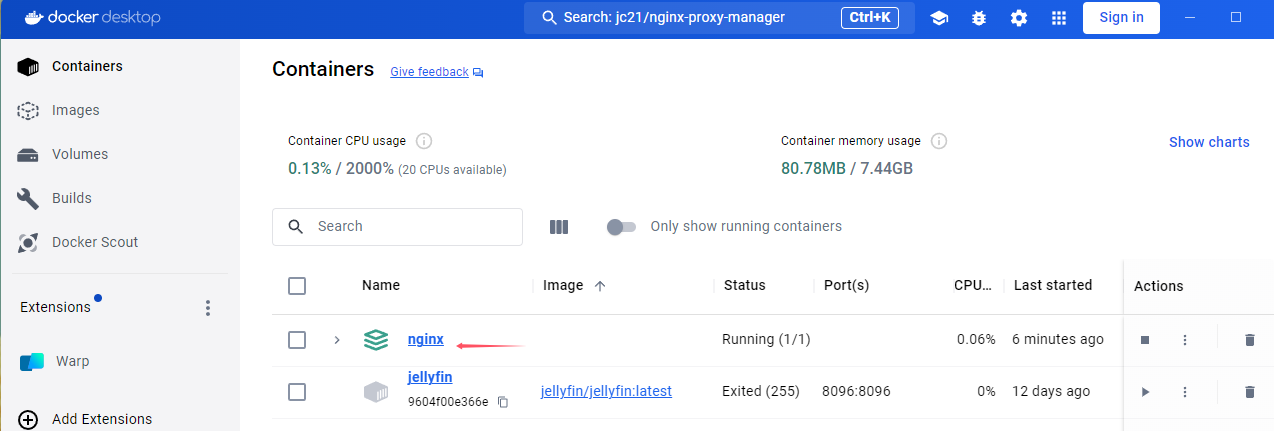 docker desktop
Search: jc21/nginx-proxy-manager Ctrl+K
Sign in
Containers
Images
Volumes
Builds
Docker Scout
Extensions
Warp
Add Extensions
Containers Give feedback
Container CPU usage
0.13% / 2000% (20 CPUs available)
Container memory usage
80.78MB / 7.44GB
Show charts
Search
Only show running containers
Name Image Status Port(s) CPU... Last started Actions
nginx Running (1/1) 0.06% 6 minutes ago
jellyfin
9604f00e366e jellyfin/jellyfin:latest Exited (255) 8096:8096 0% 12 days ago